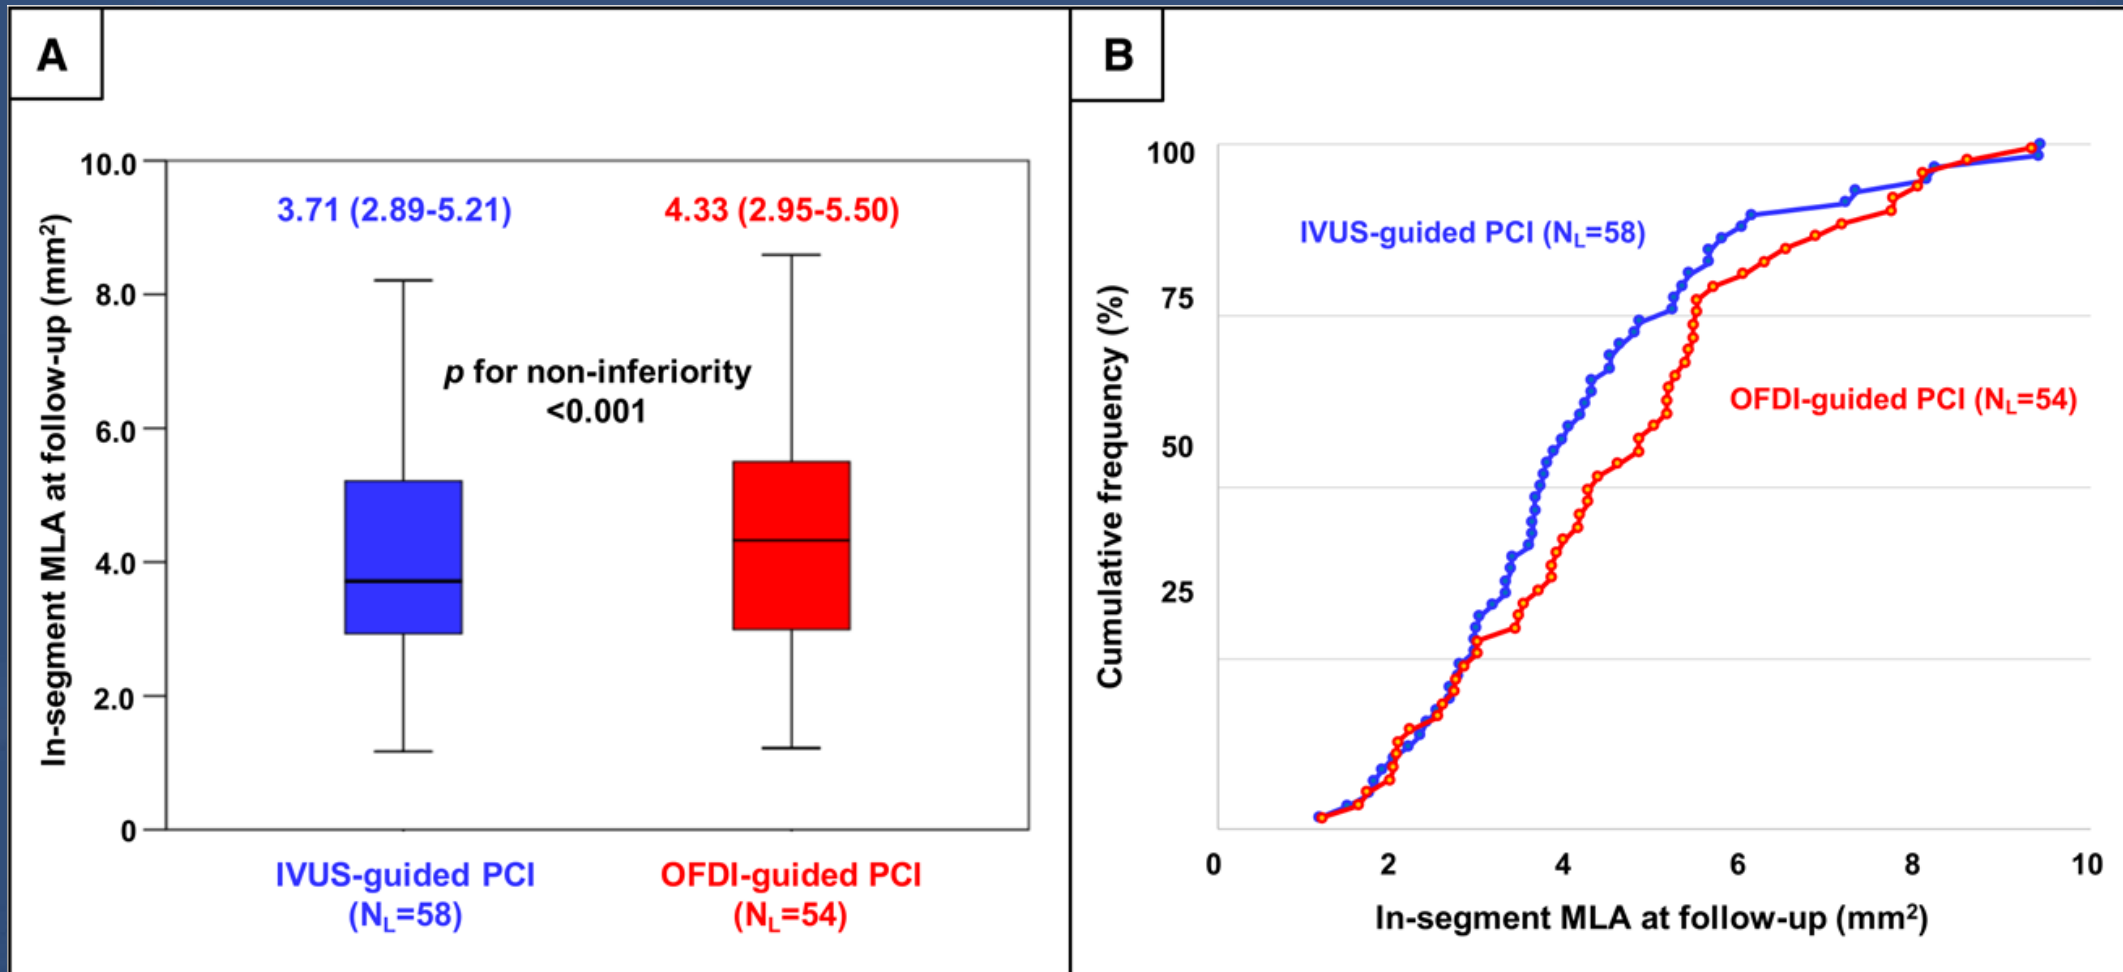 A
10.0
8.0
6.0
4.0
2.0
0
In-segment MLA at follow-up (mm²)
3.71 (2.89-5.21)
4.33 (2.95-5.50)
p for non-inferiority
<0.001
IVUS-guided PCI
(NL=58)
OFDI-guided PCI
(NL=54)
B
100
75
50
25
Cumulative frequency (%)
IVUS-guided PCI (NL=58)
OFDI-guided PCI (NL=54)
0 2 4 6 8 10
In-segment MLA at follow-up (mm²)